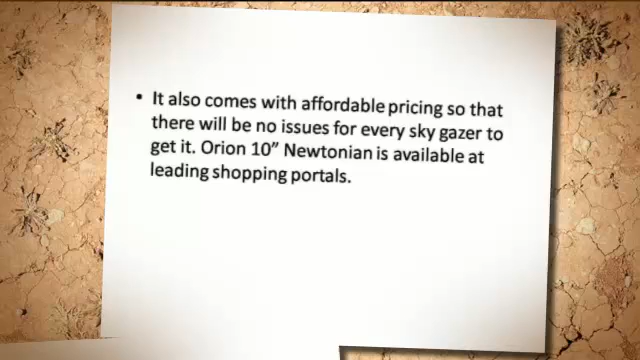 • It also comes with affordable pricing so that
there will be no issues for every sky gazer to
get it. Orion 10” Newtonian is available at
leading shopping portals.